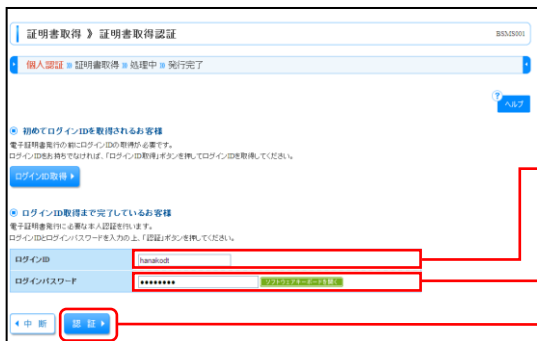 証明書取得 》 証明書取得認証
BSMS001
個人認証 » 証明書取得 » 処理中 » 発行完了
? ヘルプ
初めてログインIDを取得されるお客様
電子証明書発行の前にログインIDの取得が必要です。
ログインIDをお持ちでなければ、「ログインID取得」ボタンを押してログインIDを取得してください。
ログインID取得
ログインID取得まで完了しているお客様
電子証明書発行に必要な本人認証を行います。
ログインIDとログインパスワードを入力の上、「認証」ボタンを押してください。
ログインID
hanakodt
ログインパスワード
●●●●●●●●
ソフトウェアキーボードを開く
中 断
認 証